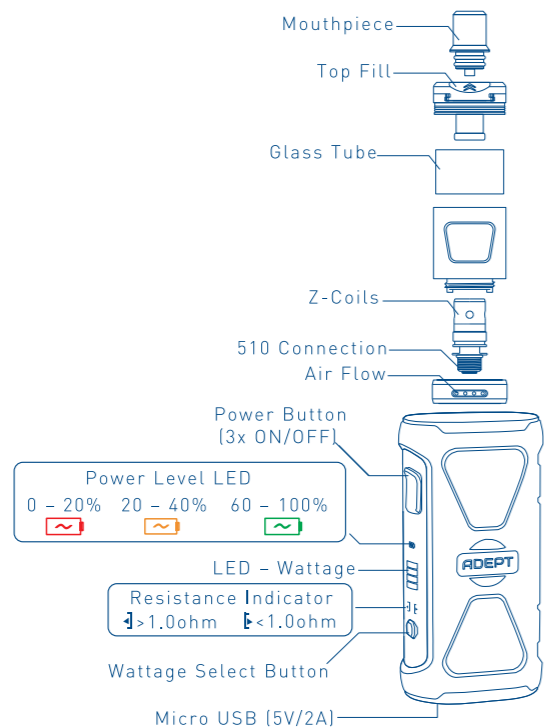 Mouthpiece
Top Fill
Glass Tube
Z-Coils
510 Connection
Air Flow
Power Button
(3x ON/OFF)
Power Level LED
0 – 20% 20 – 40% 60 – 100%
LED – Wattage
ADEPT
Resistance Indicator
>1.0ohm <1.0ohm
Wattage Select Button
Micro USB (5V/2A)